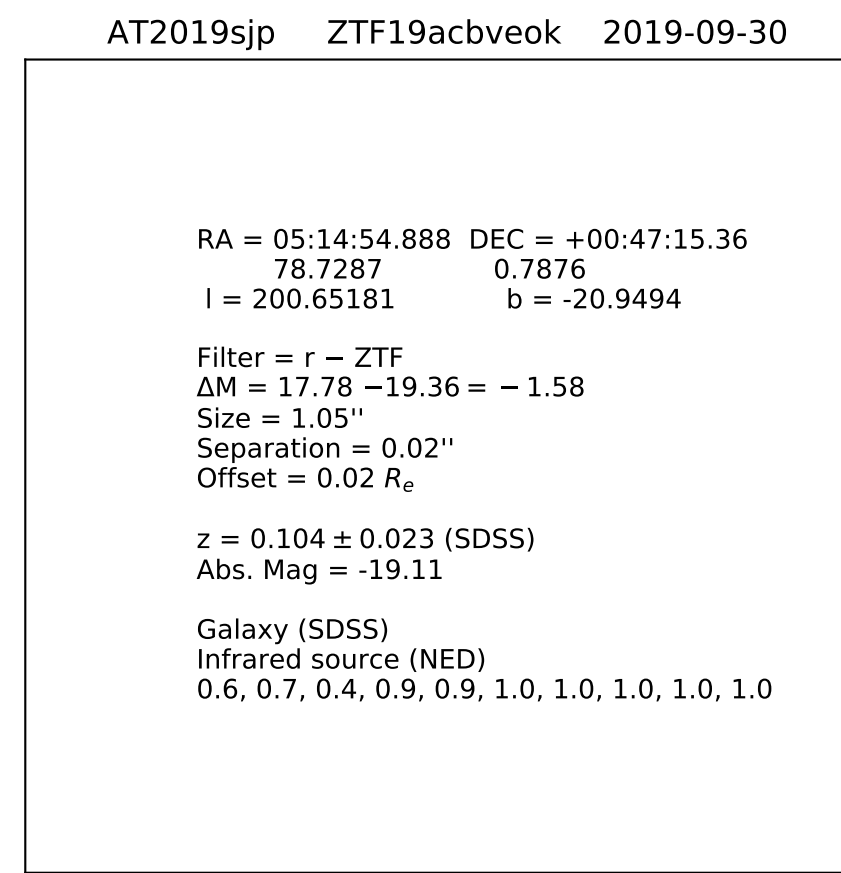 AT2019sjp ZTF19acbveok 2019-09-30
RA = 05:14:54.888 DEC = +00:47:15.36
78.7287 0.7876
l = 200.65181 b = -20.9494
Filter = r − ZTF
ΔM = 17.78 −19.36 = − 1.58
Size = 1.05''
Separation = 0.02''
Offset = 0.02 Rₑ
z = 0.104 ± 0.023 (SDSS)
Abs. Mag = -19.11
Galaxy (SDSS)
Infrared source (NED)
0.6, 0.7, 0.4, 0.9, 0.9, 1.0, 1.0, 1.0, 1.0, 1.0